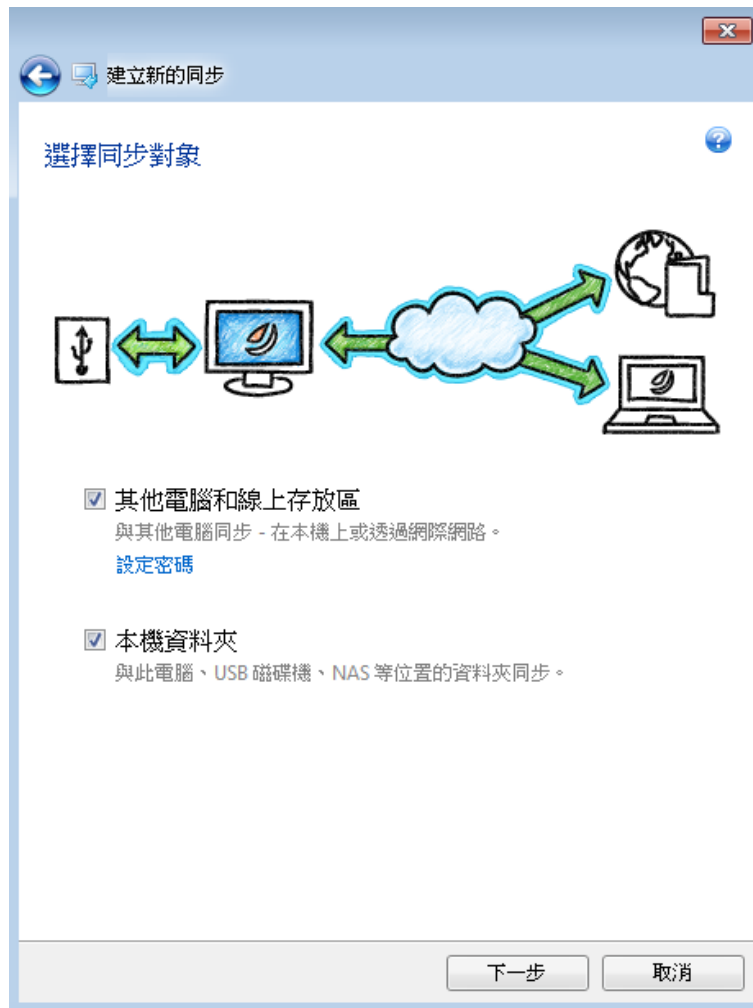 建立新的同步
選擇同步對象
其他電腦和線上存放區
與其他電腦同步 - 在本機上或透過網際網路。
設定密碼
本機資料夾
與此電腦、USB 磁碟機、NAS 等位置的資料夾同步。
下一步
取消